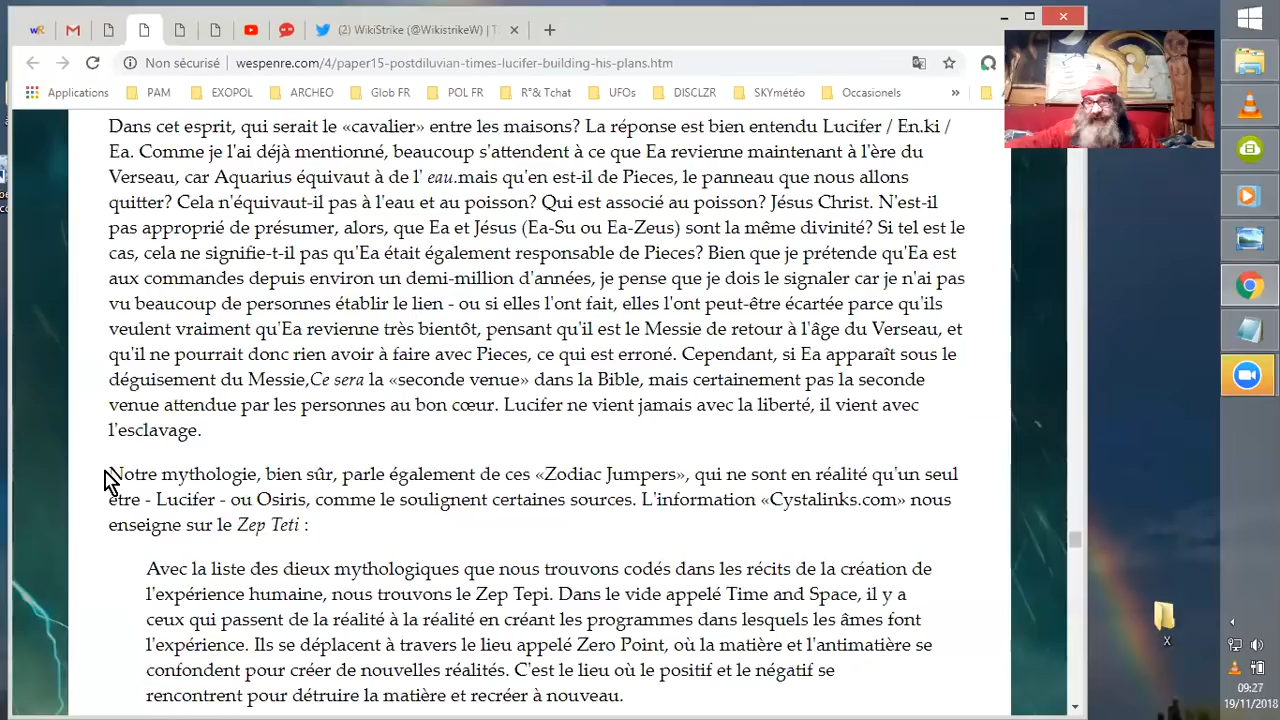 (2) WikiStrike (@WikistrikeW) | T
Non sécurisé | wespenre.com/4/paper15-postdiluvian-times-lucifer-building-his-plans.htm
Applications PAM EXOPOL ARCHEO POL FR TChat UFOS DISCLZR SKYmétéo Occasionels »
Dans cet esprit, qui serait le «cavalier» entre les maisons? La réponse est bien entendu Lucifer / En.ki /
Ea. Comme je l'ai déjà beaucoup s'attendent à ce que Ea revienne maintenant à l'ère du
Verseau, car Aquarius équivaut à de l' eau.mais qu'en est-il de Pieces, le panneau que nous allons
quitter? Cela n'équivaut-il pas à l'eau et au poisson? Qui est associé au poisson? Jésus Christ. N'est-il
pas approprié de présumer, alors, que Ea et Jésus (Ea-Su ou Ea-Zeus) sont la même divinité? Si tel est le
cas, cela ne signifie-t-il pas qu'Ea était également responsable de Pieces? Bien que je prétende qu'Ea est
aux commandes depuis environ un demi-million d'années, je pense que je dois le signaler car je n'ai pas
vu beaucoup de personnes établir le lien - ou si elles l'ont fait, elles l'ont peut-être écartée parce qu'ils
veulent vraiment qu'Ea revienne très bientôt, pensant qu'il est le Messie de retour à l'âge du Verseau, et
qu'il ne pourrait donc rien avoir à faire avec Pieces, ce qui est erroné. Cependant, si Ea apparaît sous le
déguisement du Messie,Ce sera la «seconde venue» dans la Bible, mais certainement pas la seconde
venue attendue par les personnes au bon cœur. Lucifer ne vient jamais avec la liberté, il vient avec
l'esclavage.
Notre mythologie, bien sûr, parle également de ces «Zodiac Jumpers», qui ne sont en réalité qu'un seul
être - Lucifer - ou Osiris, comme le soulignent certaines sources. L'information «Cystalinks.com» nous
enseigne sur le Zep Teti :
Avec la liste des dieux mythologiques que nous trouvons codés dans les récits de la création de
l'expérience humaine, nous trouvons le Zep Tepi. Dans le vide appelé Time and Space, il y a
ceux qui passent de la réalité à la réalité en créant les programmes dans lesquels les âmes font
l'expérience. Ils se déplacent à travers le lieu appelé Zero Point, où la matière et l'antimatière se
confondent pour créer de nouvelles réalités. C'est le lieu où le positif et le négatif se
rencontrent pour détruire la matière et recréer à nouveau.
X
09:27
19/11/2018